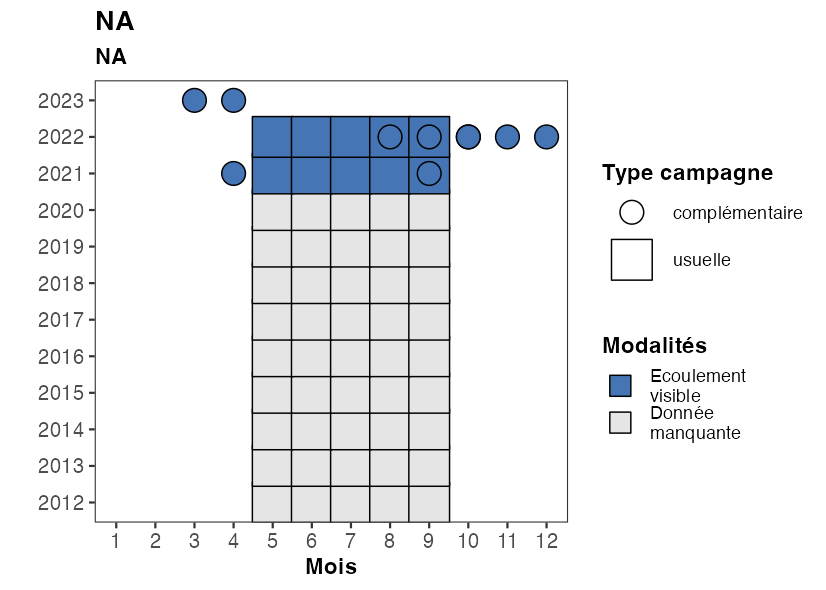 NA
NA
2023
2022
2021
2020
2019
2018
2017
2016
2015
2014
2013
2012
1 2 3 4 5 6 7 8 9 10 11 12
Mois
Type campagne
complémentaire
usuelle
Modalités
Ecoulement
visible
Donnée
manquante